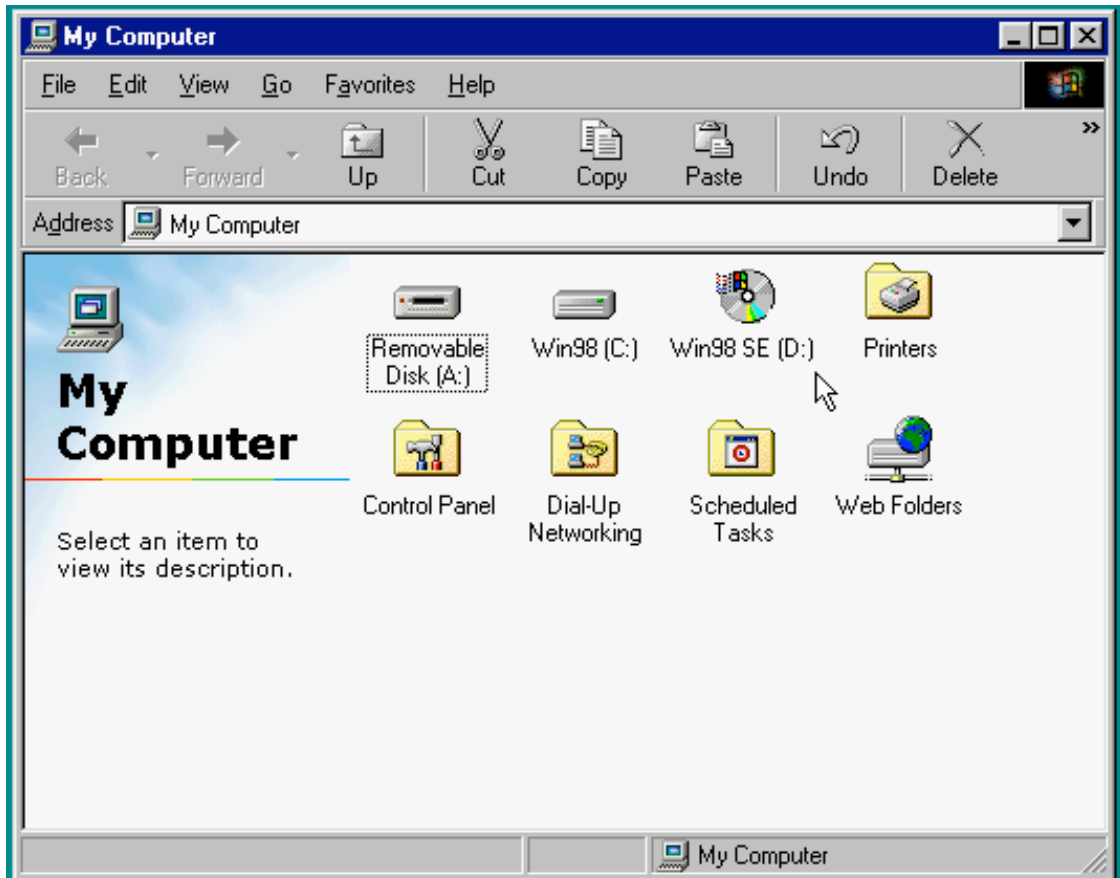 My Computer
File Edit View Go Favorites Help
Back Forward Up Cut Copy Paste Undo Delete »
Address My Computer
My
Computer
Select an item to
view its description.
Removable
Disk (A:)
Win98 (C:)
Win98 SE (D:)
Printers
Control Panel
Dial-Up
Networking
Scheduled
Tasks
Web Folders
My Computer